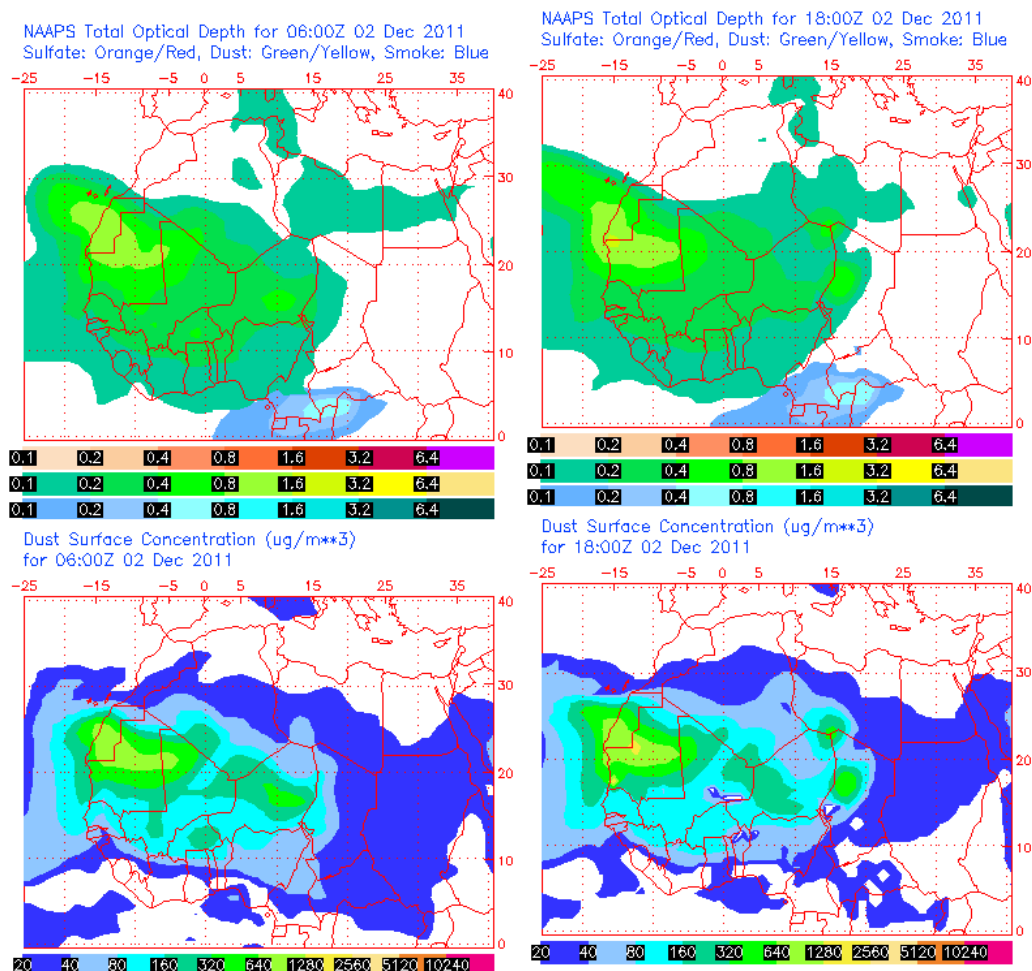 NAAPS Total Optical Depth for 06:00Z 02 Dec 2011
Sulfate: Orange/Red, Dust: Green/Yellow, Smoke: Blue
-25 -15 -5 0 5 15 25 35
40
30
20
10
0
0.1 0.2 0.4 0.8 1.6 3.2 6.4
0.1 0.2 0.4 0.8 1.6 3.2 6.4
0.1 0.2 0.4 0.8 1.6 3.2 6.4
NAAPS Total Optical Depth for 18:00Z 02 Dec 2011
Sulfate: Orange/Red, Dust: Green/Yellow, Smoke: Blue
-25 -15 -5 0 5 15 25 35
40
30
20
10
0
0.1 0.2 0.4 0.8 1.6 3.2 6.4
0.1 0.2 0.4 0.8 1.6 3.2 6.4
0.1 0.2 0.4 0.8 1.6 3.2 6.4
Dust Surface Concentration (ug/m**3)
for 06:00Z 02 Dec 2011
-25 -15 -5 0 5 15 25 35
40
30
20
10
0
20 40 80 160 320 640 1280 2560 5120 10240
Dust Surface Concentration (ug/m**3)
for 18:00Z 02 Dec 2011
-25 -15 -5 0 5 15 25 35
40
30
20
10
0
20 40 80 160 320 640 1280 2560 5120 10240